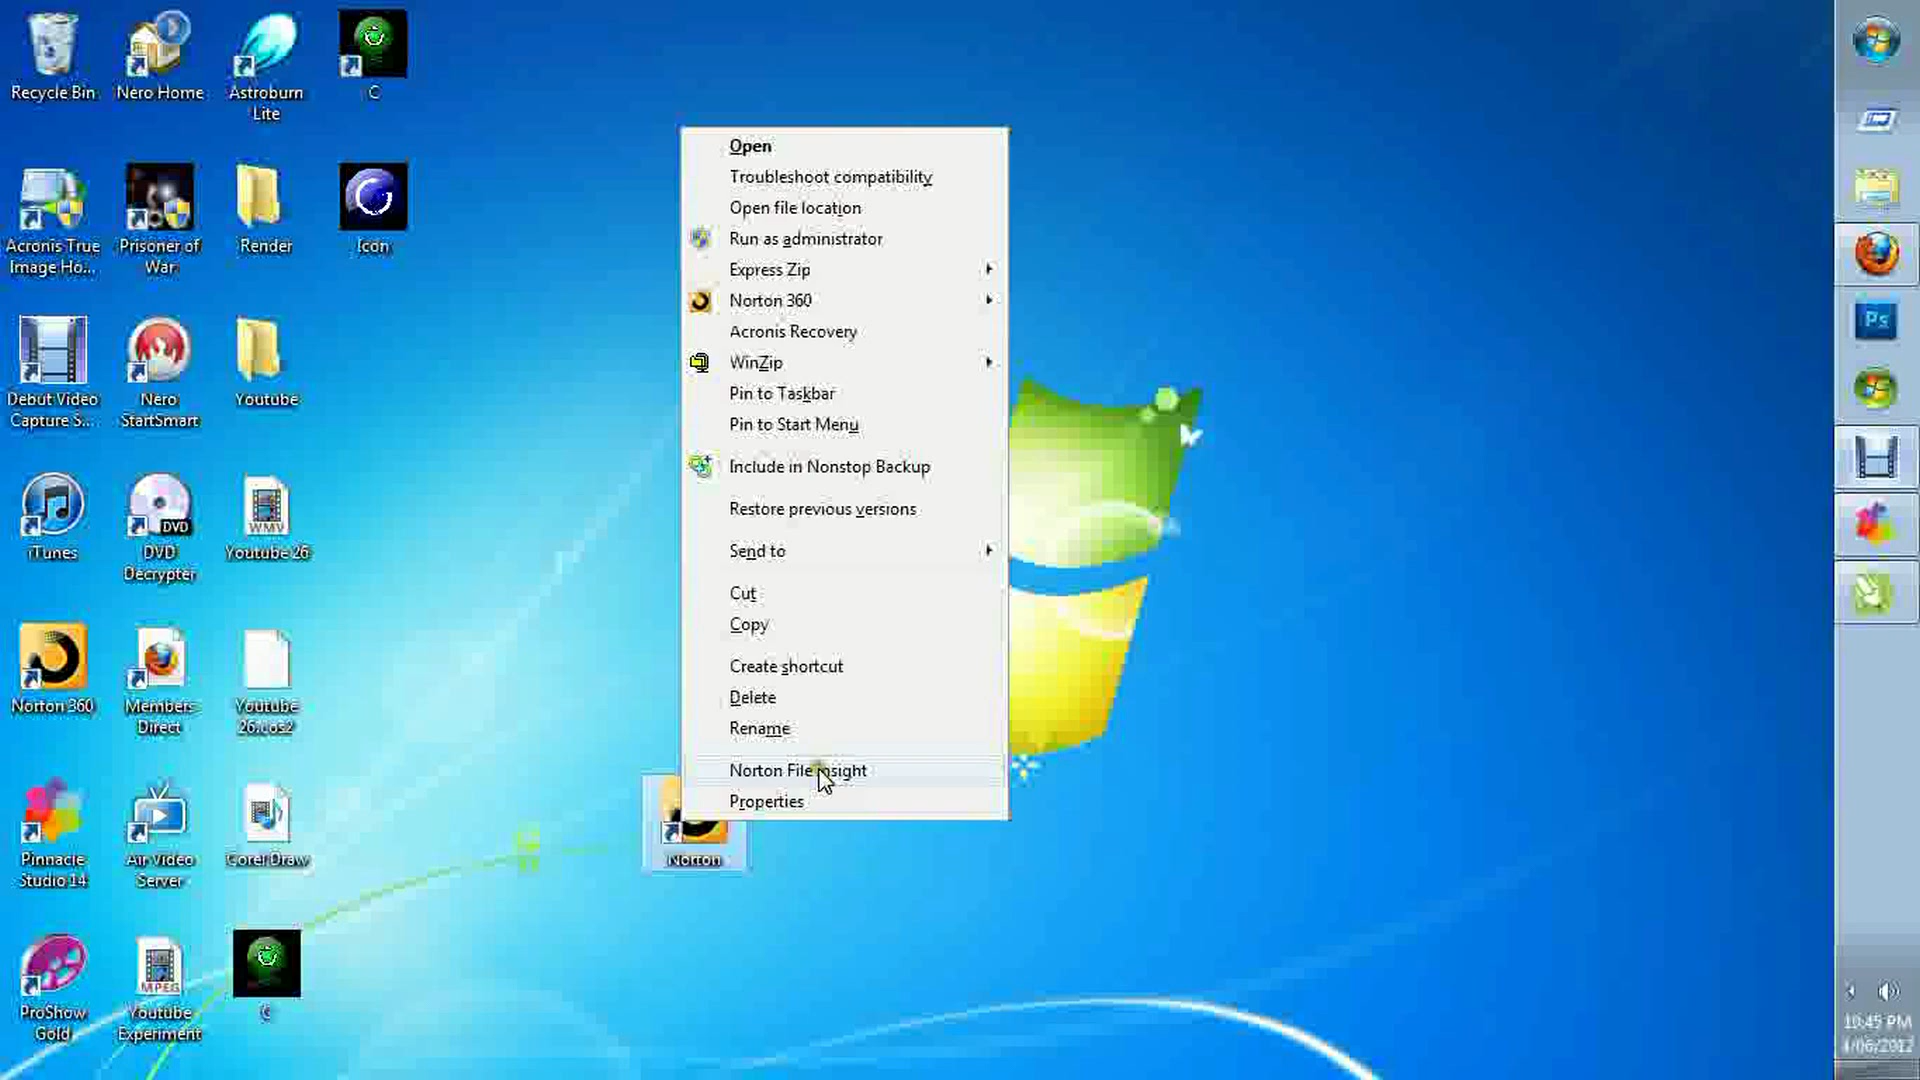 Recycle Bin
Nero Home
Astroburn
Lite
C
Acronis True
Image Ho...
Prisoner of
War
Render
Icon
Debut Video
Capture S...
Nero
StartSmart
Youtube
iTunes
DVD
DVD
Decrypter
WMV
Youtube 26
Norton 360
Members
Direct
Youtube
26.cos2
Pinnacle
Studio 14
Air Video
Server
Corel Draw
ProShow
Gold
MPEG
Youtube
Experiment
C
Open
Troubleshoot compatibility
Open file location
Run as administrator
Express Zip
Norton 360
Acronis Recovery
WinZip
Pin to Taskbar
Pin to Start Menu
Include in Nonstop Backup
Restore previous versions
Send to
Cut
Copy
Create shortcut
Delete
Rename
Norton File Insight
Properties
Norton
Ps
10:45 PM